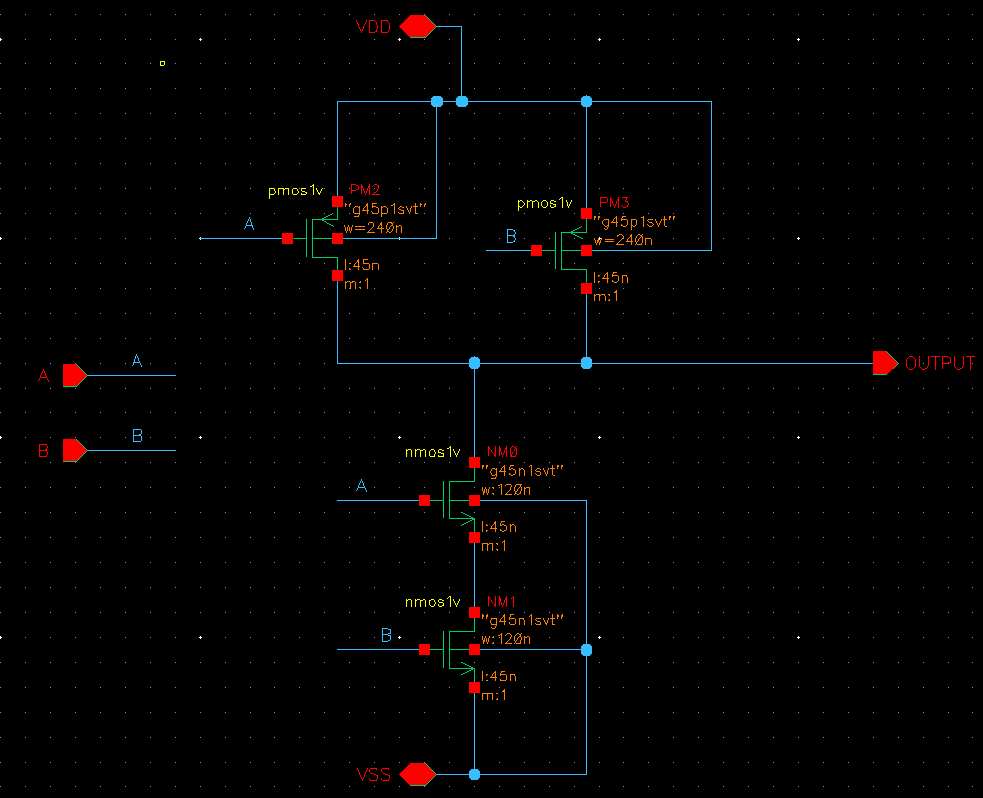 VDD
pmos1v PM2
"g45p1svt"
w=240n
A
l:45n
m:1
pmos1v PM3
"g45p1svt"
w=240n
B
l:45n
m:1
A A
B B
OUTPUT
nmos1v NM0
"g45n1svt"
w:120n
A
l:45n
m:1
nmos1v NM1
"g45n1svt"
w:120n
B
l:45n
m:1
VSS